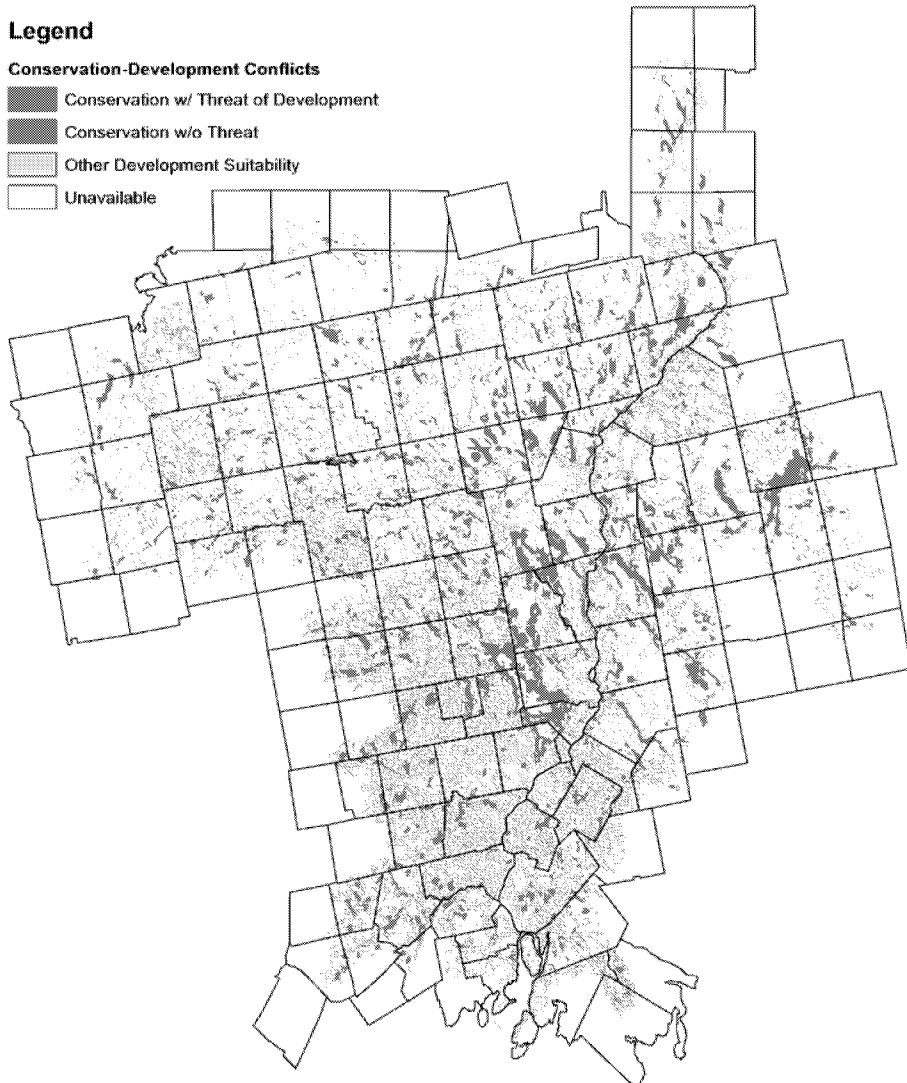 Legend
Conservation-Development Conflicts
Conservation w/ Threat of Development
Conservation w/o Threat
Other Development Suitability
Unavailable